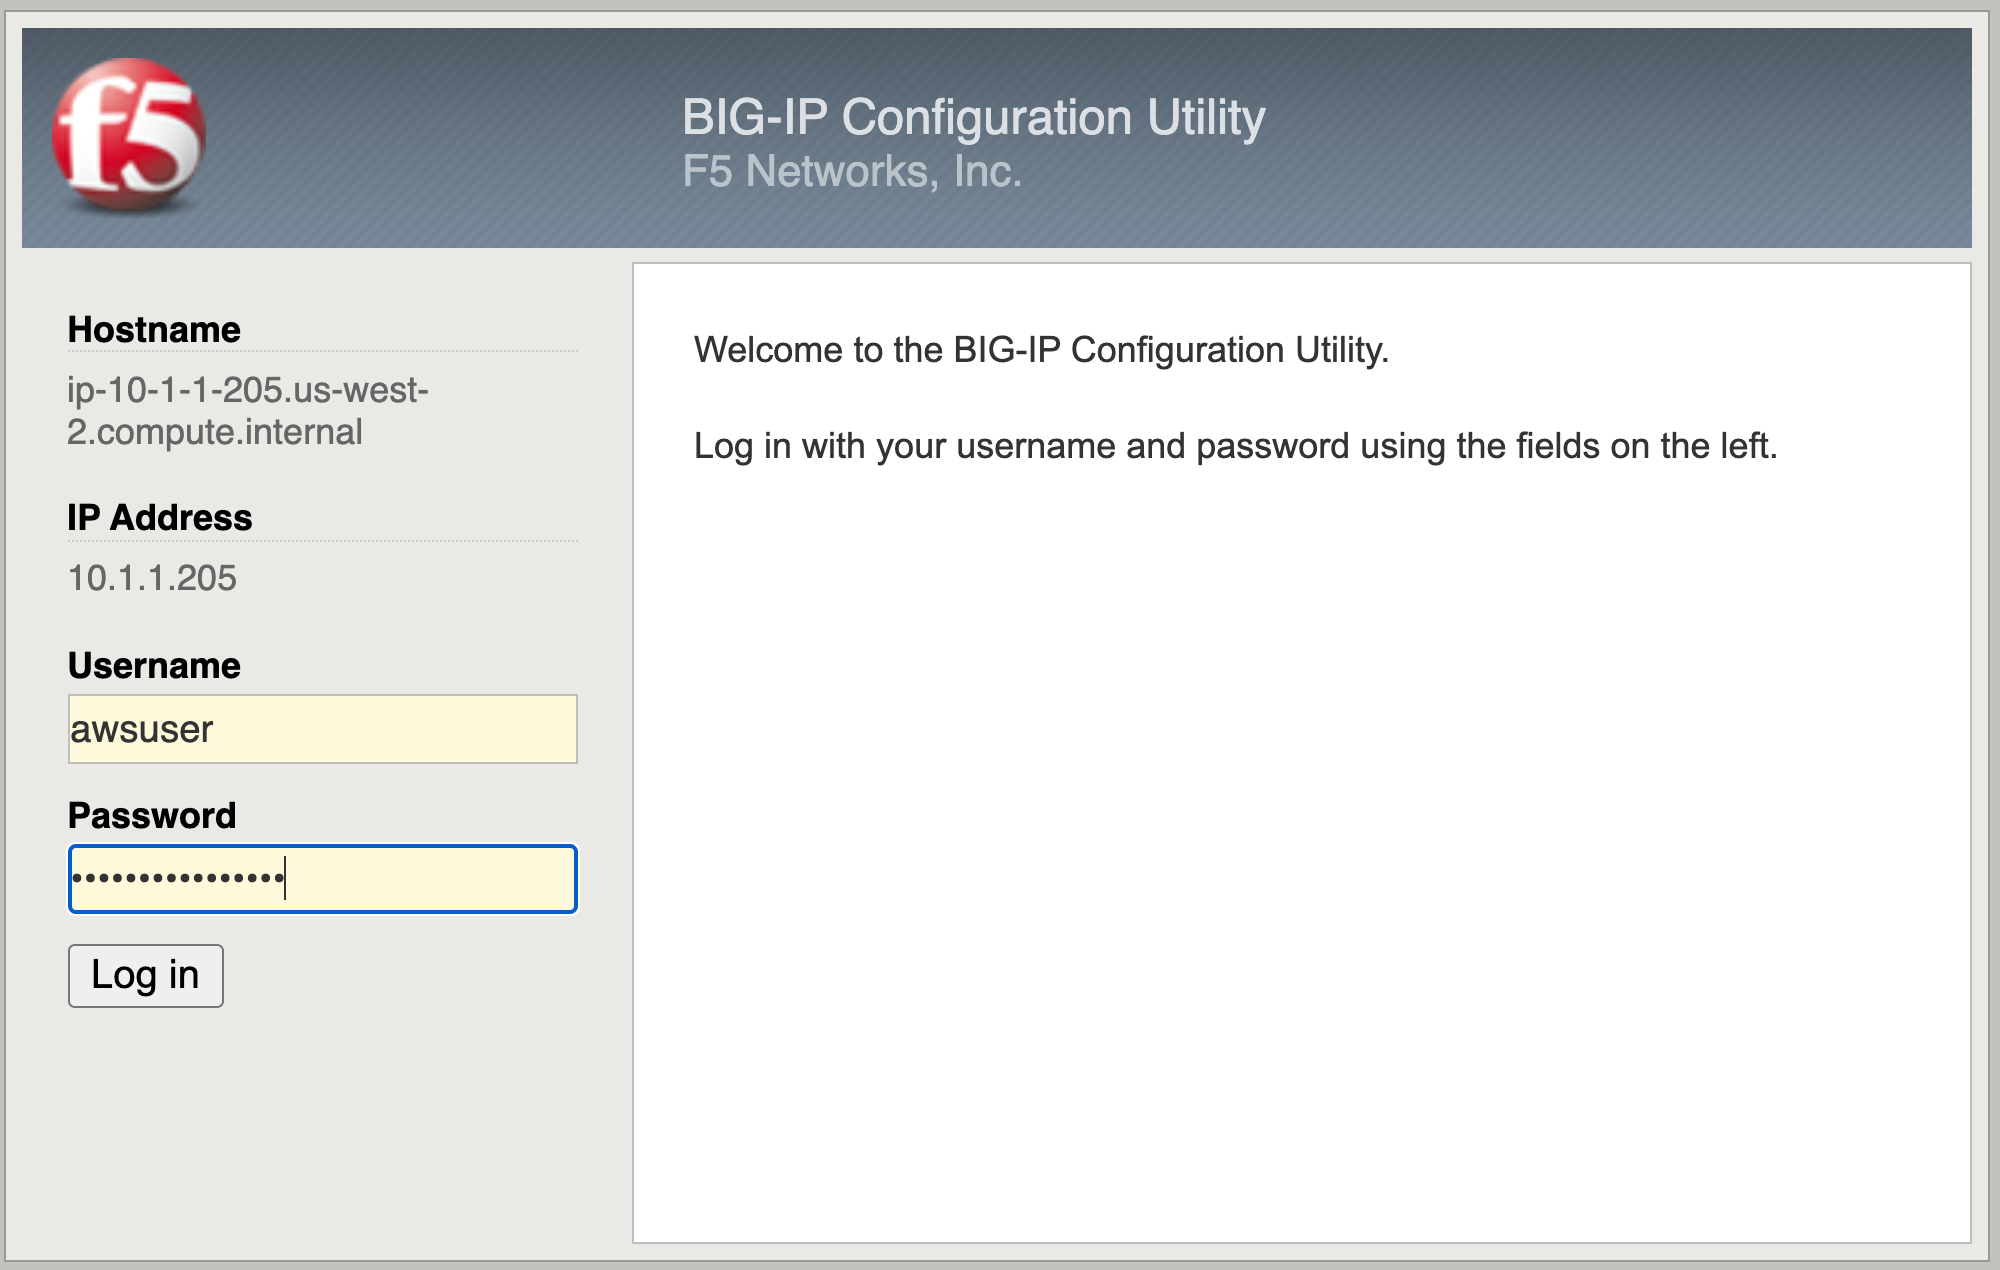 f5
BIG-IP Configuration Utility
F5 Networks, Inc.
Hostname
ip-10-1-1-205.us-west-
2.compute.internal
IP Address
10.1.1.205
Username
awsuser
Password
••••••••••••••••
Log in
Welcome to the BIG-IP Configuration Utility.
Log in with your username and password using the fields on the left.